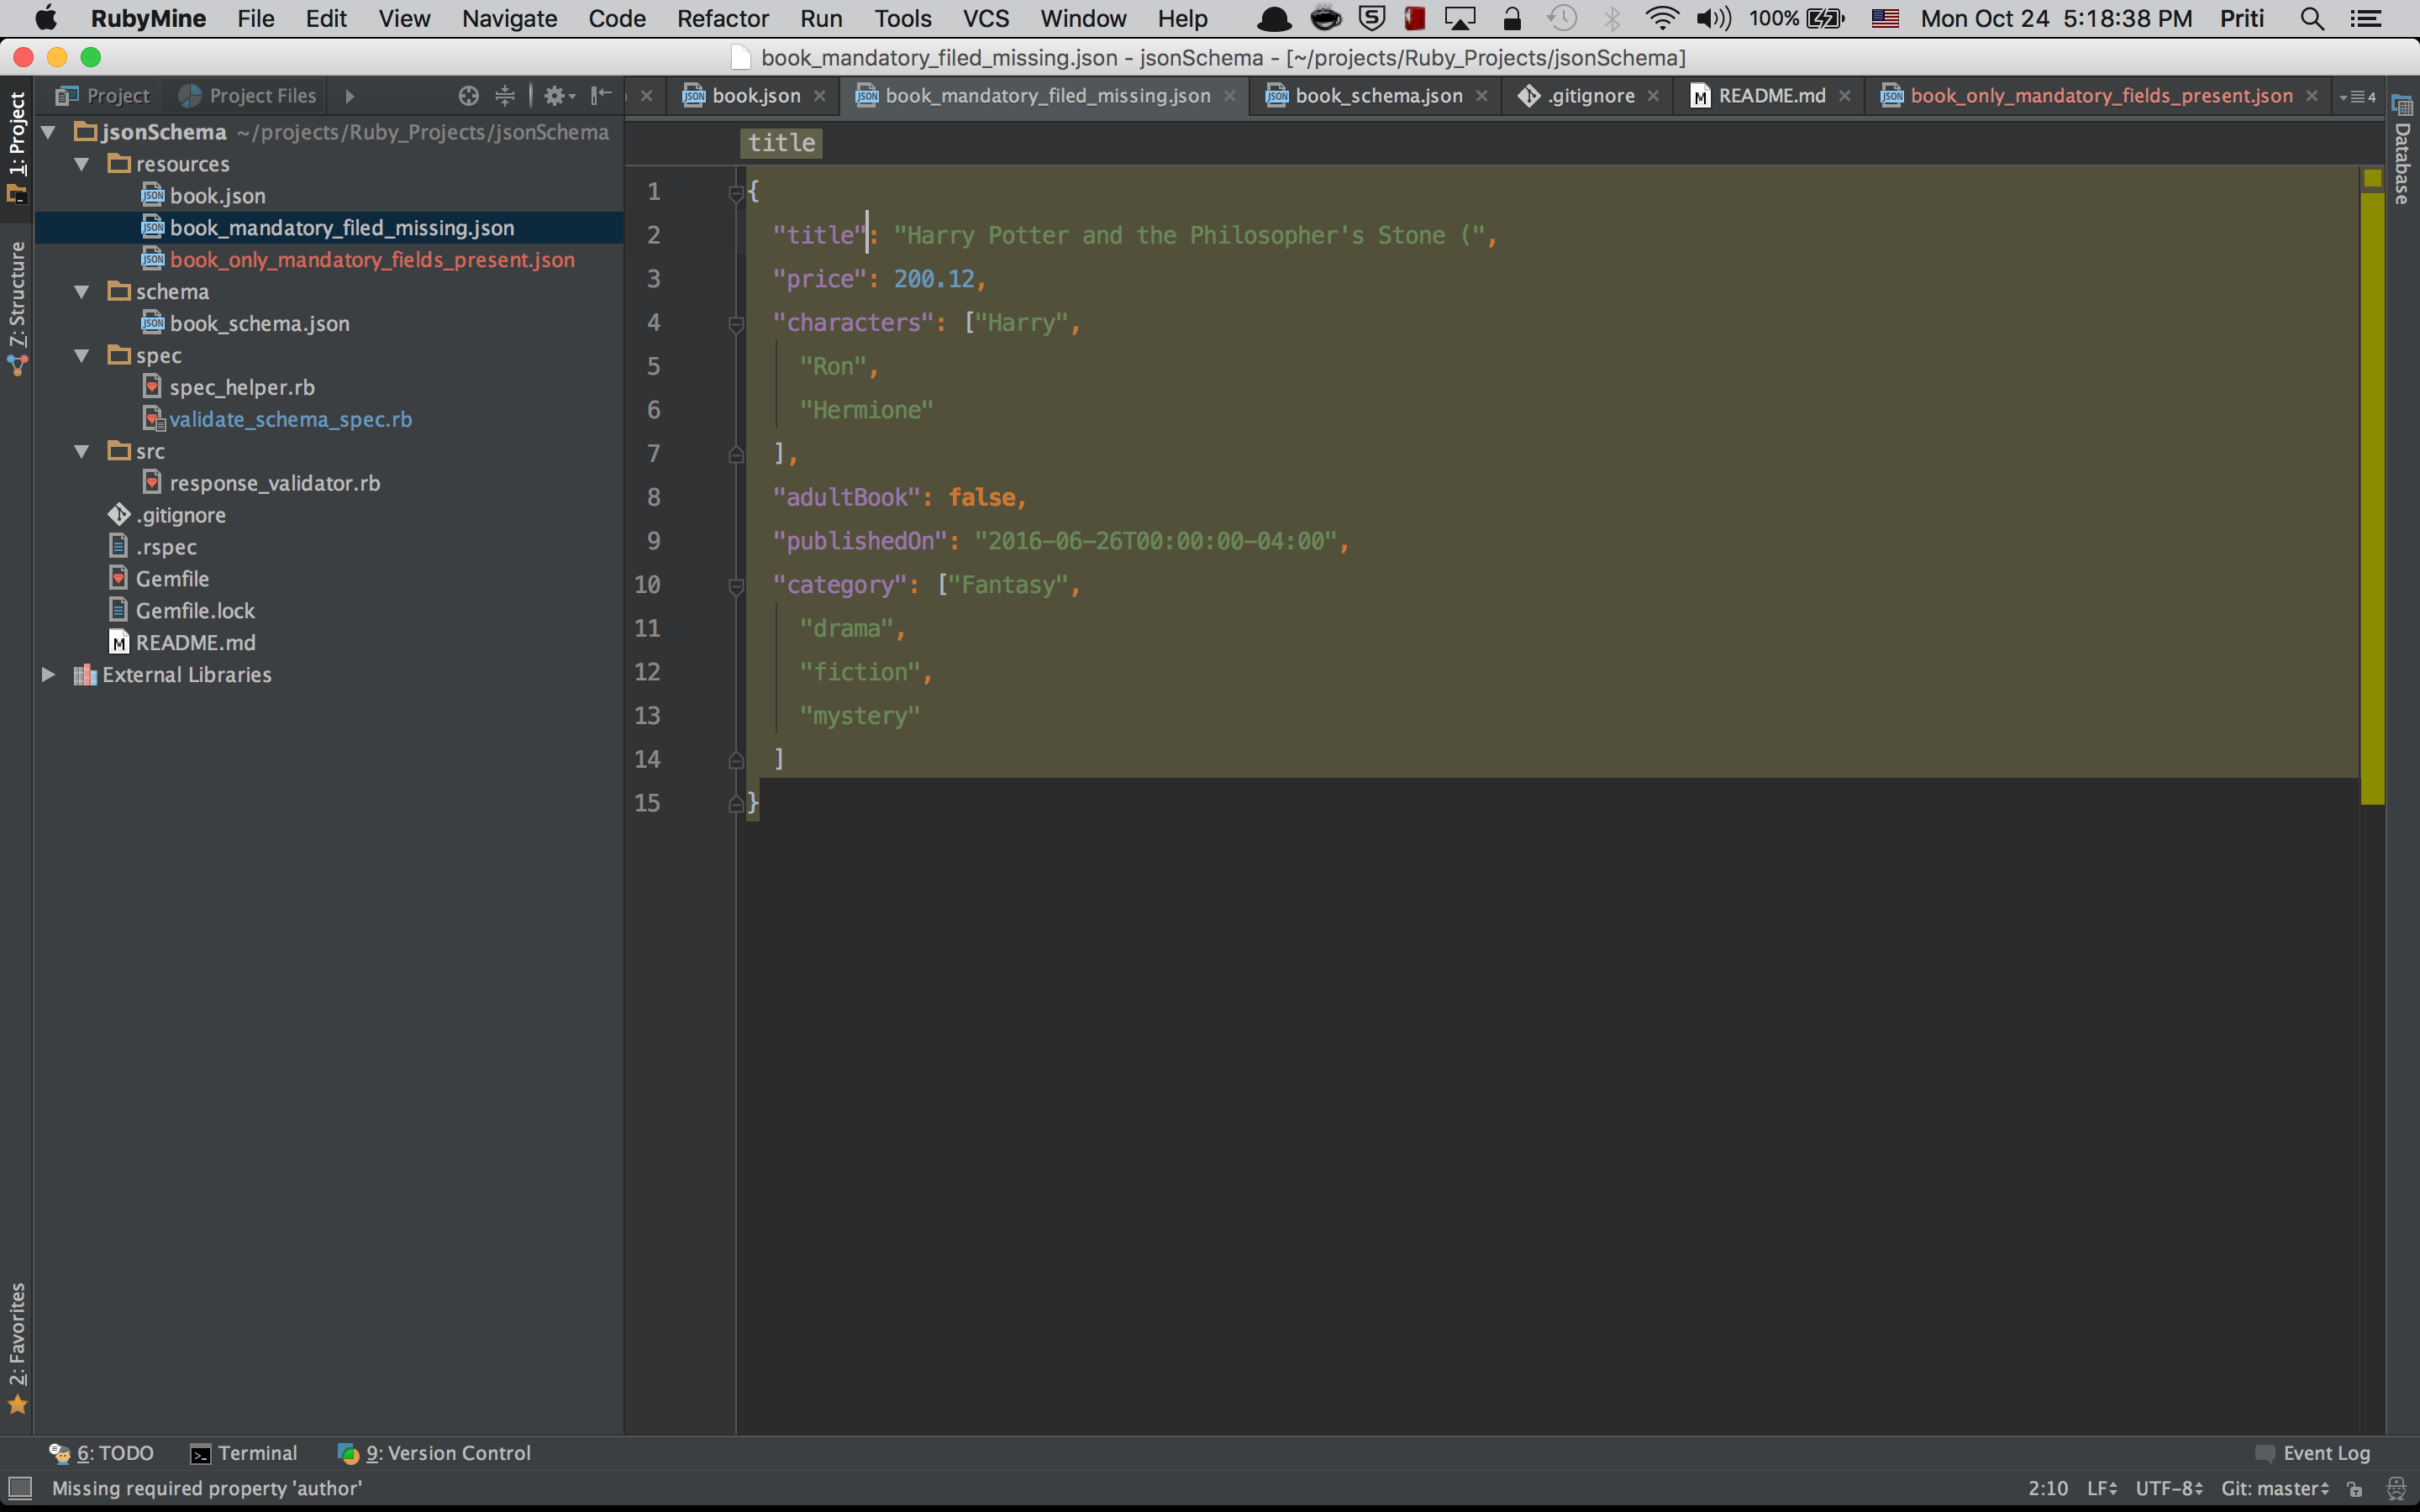 RubyMine File Edit View Navigate Code Refactor Run Tools VCS Window Help 100% Mon Oct 24 5:18:38 PM Priti
book_mandatory_filed_missing.json - jsonSchema - [~/projects/Ruby_Projects/jsonSchema]
Project Project Files book.json book_mandatory_filed_missing.json book_schema.json .gitignore README.md book_only_mandatory_fields_present.json 4
1: Project
7: Structure
2: Favorites
Database
jsonSchema ~/projects/Ruby_Projects/jsonSchema
resources
book.json
book_mandatory_filed_missing.json
book_only_mandatory_fields_present.json
schema
book_schema.json
spec
spec_helper.rb
validate_schema_spec.rb
src
response_validator.rb
.gitignore
.rspec
Gemfile
Gemfile.lock
README.md
External Libraries
title
1 {
2 "title": "Harry Potter and the Philosopher's Stone (",
3 "price": 200.12,
4 "characters": ["Harry",
5 "Ron",
6 "Hermione"
7 ],
8 "adultBook": false,
9 "publishedOn": "2016-06-26T00:00:00-04:00",
10 "category": ["Fantasy",
11 "drama",
12 "fiction",
13 "mystery"
14 ]
15 }
6: TODO Terminal 9: Version Control Event Log
Missing required property 'author' 2:10 LF UTF-8 Git: master